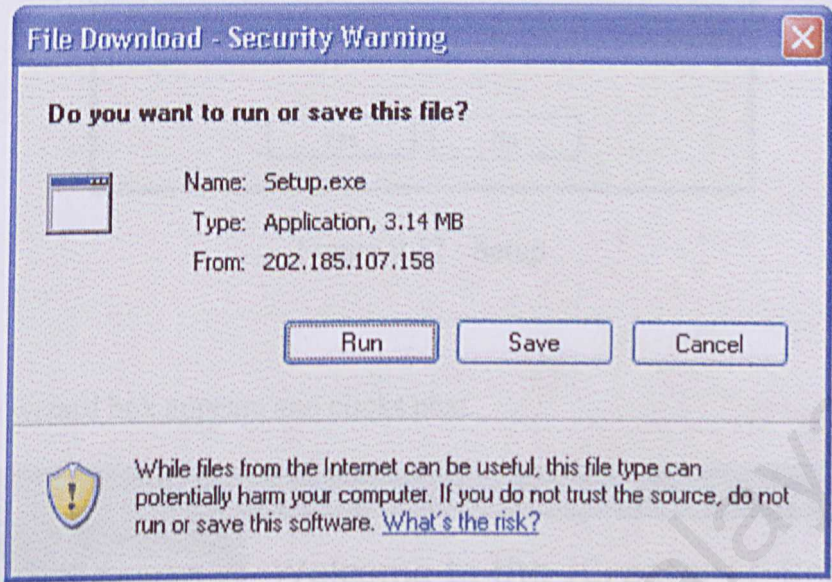 File Download - Security Warning
Do you want to run or save this file?
Name: Setup.exe
Type: Application, 3.14 MB
From: 202.185.107.158
Run Save Cancel
While files from the Internet can be useful, this file type can
potentially harm your computer. If you do not trust the source, do not
run or save this software. What's the risk?